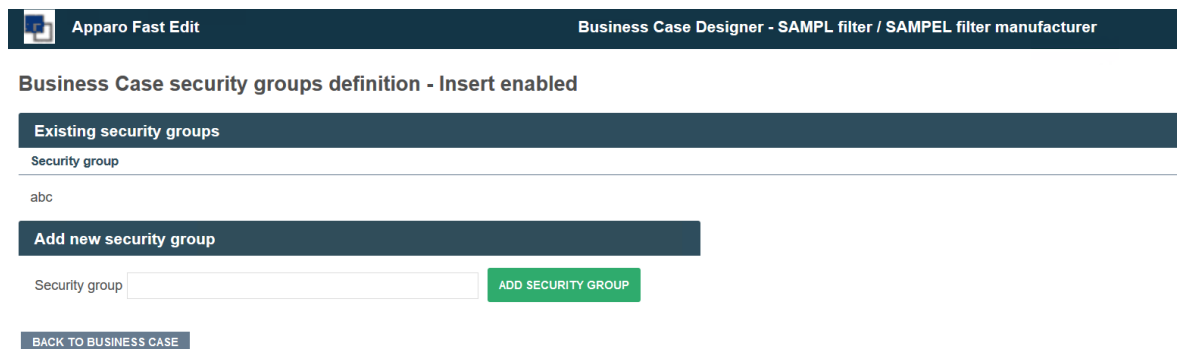 Apparo Fast Edit Business Case Designer - SAMPL filter / SAMPEL filter manufacturer
Business Case security groups definition - Insert enabled
Existing security groups
Security group
abc
Add new security group
Security group ADD SECURITY GROUP
BACK TO BUSINESS CASE